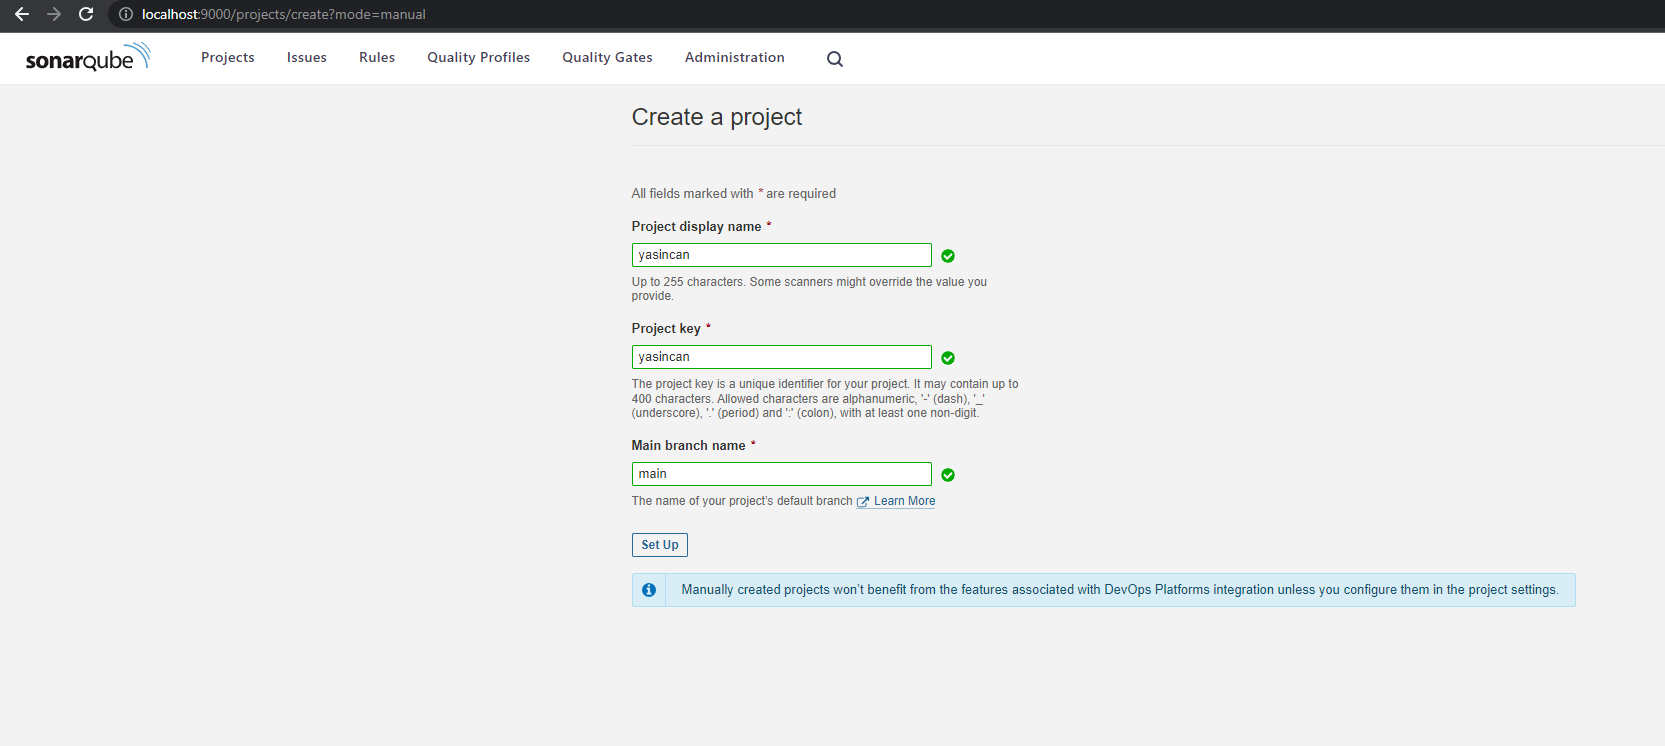 localhost:9000/projects/create?mode=manual
sonarqube Projects Issues Rules Quality Profiles Quality Gates Administration
Create a project
All fields marked with * are required
Project display name *
yasincan
Up to 255 characters. Some scanners might override the value you
provide.
Project key *
yasincan
The project key is a unique identifier for your project. It may contain up to
400 characters. Allowed characters are alphanumeric, '-' (dash), '_'
(underscore), '.' (period) and ':' (colon), with at least one non-digit.
Main branch name *
main
The name of your project's default branch Learn More
Set Up
Manually created projects won't benefit from the features associated with DevOps Platforms integration unless you configure them in the project settings.